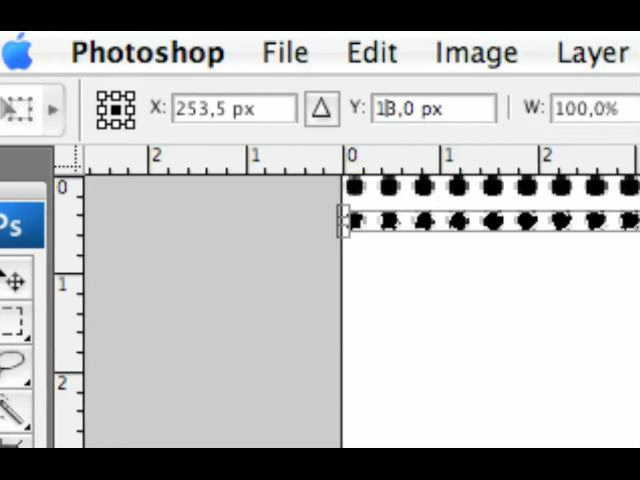 Photoshop File Edit Image Layer
X: 253,5 px Δ Y: 13,0 px W: 100,0%
2 1 0 1 2
0
Ps
1
2